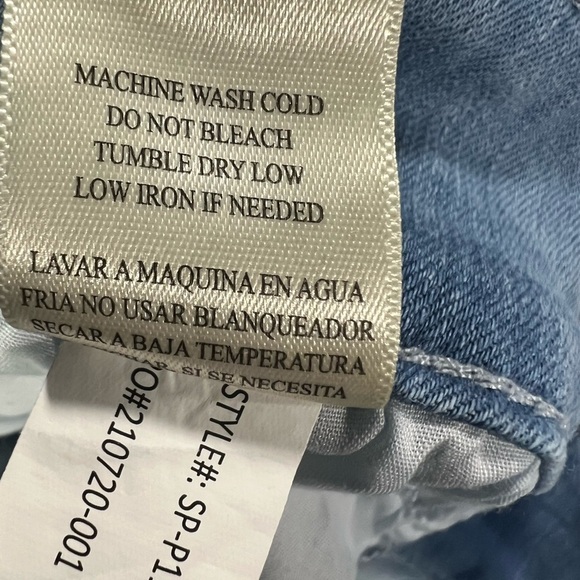 MACHINE WASH COLD
DO NOT BLEACH
TUMBLE DRY LOW
LOW IRON IF NEEDED
LAVAR A MAQUINA EN AGUA
FRIA NO USAR BLANQUEADOR
SECAR A BAJA TEMPERATURA
SI SE NECESITA
STYLE#: SP-P1
O#210720-001